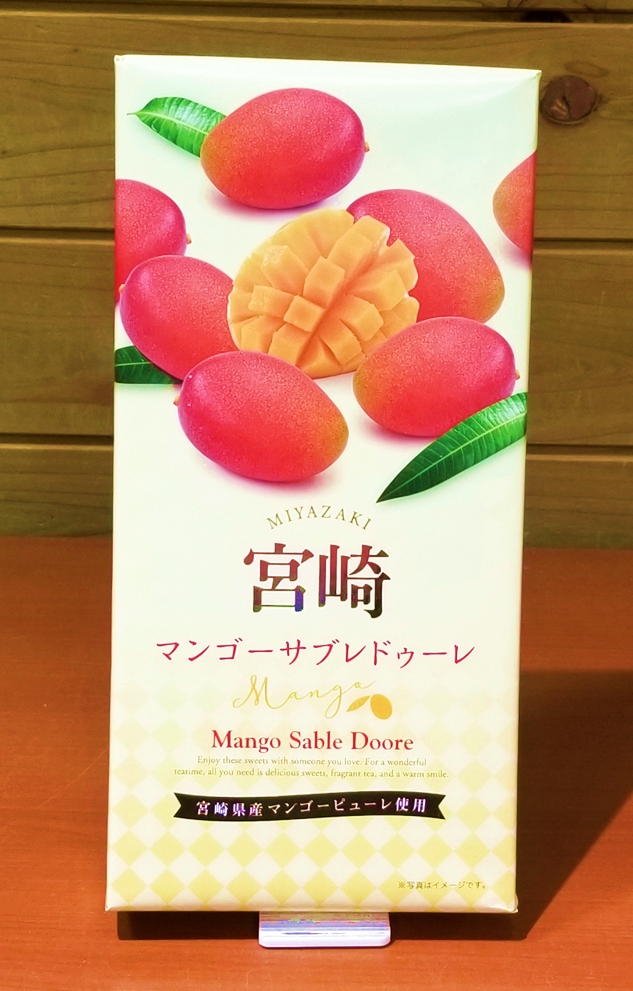 MIYAZAKI
宮崎
マンゴーサブレドゥーレ
Mango
Mango Sable Doore
Enjoy these sweets with someone you love. For a wonderful
teatime, all you need is delicious sweets, fragrant tea, and a warm smile.
宮崎県産マンゴーピューレ使用
※写真はイメージです。